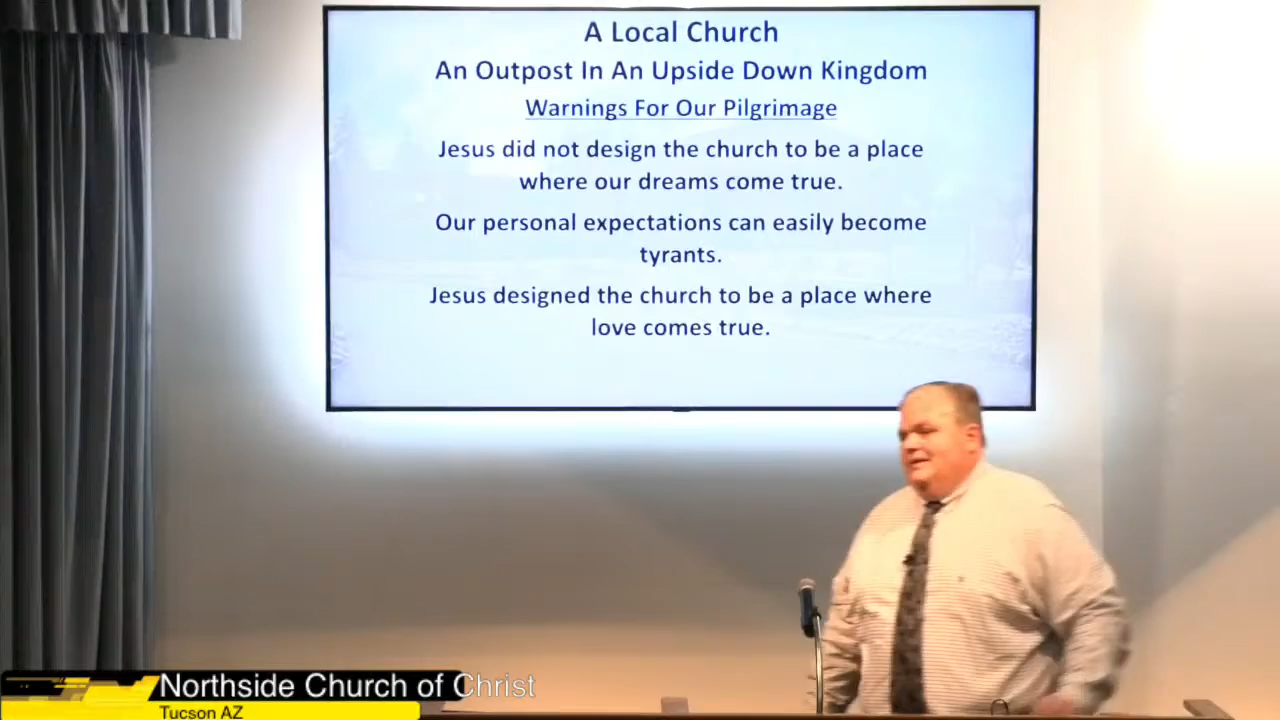 A Local Church
An Outpost In An Upside Down Kingdom
Warnings For Our Pilgrimage
Jesus did not design the church to be a place
where our dreams come true.
Our personal expectations can easily become
tyrants.
Jesus designed the church to be a place where
love comes true.
Northside Church of Christ
Tucson AZ